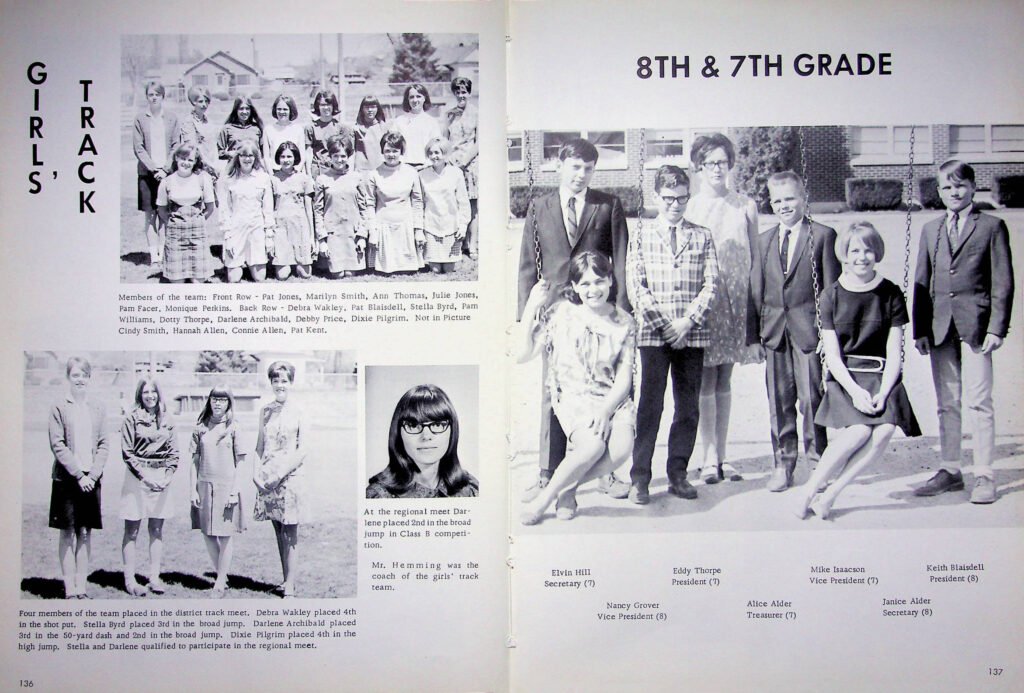 GIRLS'
TRACK
Members of the team: Front Row - Pat Jones, Marilyn Smith, Ann Thomas, Julie Jones,
Pam Facer, Monique Perkins. Back Row - Debra Wakley, Pat Blaisdell, Stella Byrd, Pam
Williams, Dotty Thorpe, Darlene Archibald, Debby Price, Dixie Pilgrim. Not in Picture
Cindy Smith, Hannah Allen, Connie Allen, Pat Kent.
At the regional meet Dar-
lene placed 2nd in the broad
jump in Class B competi-
tion.
Mr. Hemming was the
coach of the girls' track
team.
Four members of the team placed in the district track meet. Debra Wakley placed 4th
in the shot put. Stella Byrd placed 3rd in the broad jump. Darlene Archibald placed
3rd in the 50-yard dash and 2nd in the broad jump. Dixie Pilgrim placed 4th in the
high jump. Stella and Darlene qualified to participate in the regional meet.
136
8TH & 7TH GRADE
Elvin Hill
Secretary (7)
Eddy Thorpe
President (7)
Mike Isaacson
Vice President (7)
Keith Blaisdell
President (8)
Nancy Grover
Vice President (8)
Alice Alder
Treasurer (7)
Janice Alder
Secretary (8)
137